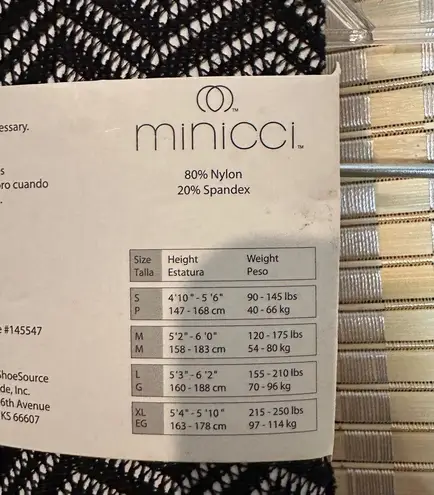 essary.
s
oro cuando
e #145547
ShoeSource
de, Inc.
6th Avenue
KS 66607
minicci™
80% Nylon
20% Spandex
Size Height Weight
Talla Estatura Peso
S 4'10" - 5 '6" 90 - 145 lbs
P 147 - 168 cm 40 - 66 kg
M 5'2" - 6 '0" 120 - 175 lbs
M 158 - 183 cm 54 - 80 kg
L 5'3" - 6 '2" 155 - 210 lbs
G 160 - 188 cm 70 - 96 kg
XL 5'4" - 5 '10" 215 - 250 lbs
EG 163 - 178 cm 97 - 114 kg